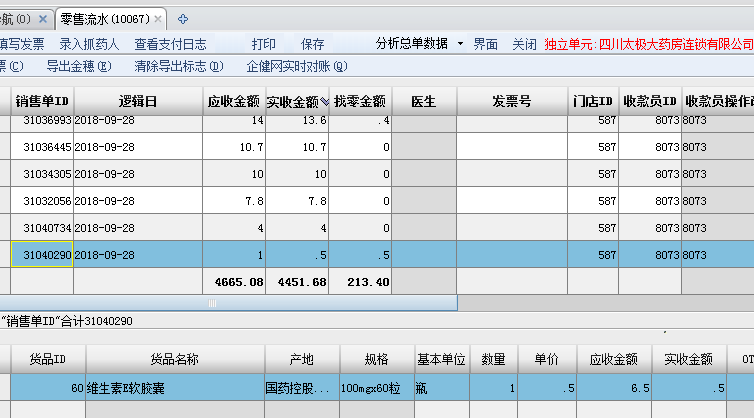 航(0) × 零售流水(10067) ×
填写发票 录入抓药人 查看支付日志 打印 保存 分析总单数据 界面 关闭 独立单元:四川太极大药房连锁有限公司
票(C) 导出金穗(E) 清除导出标志(D) 企健网实时对账(Q)
销售单ID 逻辑日 应收金额 实收金额 找零金额 医生 发票号 门店ID 收款员ID 收款员操作
31036993 2018-09-28 14 13.6 .4 587 8073 8073
31036445 2018-09-28 10.7 10.7 0 587 8073 8073
31034305 2018-09-28 10 10 0 587 8073 8073
31032056 2018-09-28 7.8 7.8 0 587 8073 8073
31040734 2018-09-28 4 4 0 587 8073 8073
31040290 2018-09-28 1 .5 .5 587 8073 8073
4665.08 4451.68 213.40
"销售单ID"合计31040290
货品ID 货品名称 产地 规格 基本单位 数量 单价 应收金额 实收金额 OT
60 维生素E软胶囊 国药控股... 100mgx60粒 瓶 1 .5 6.5 .5